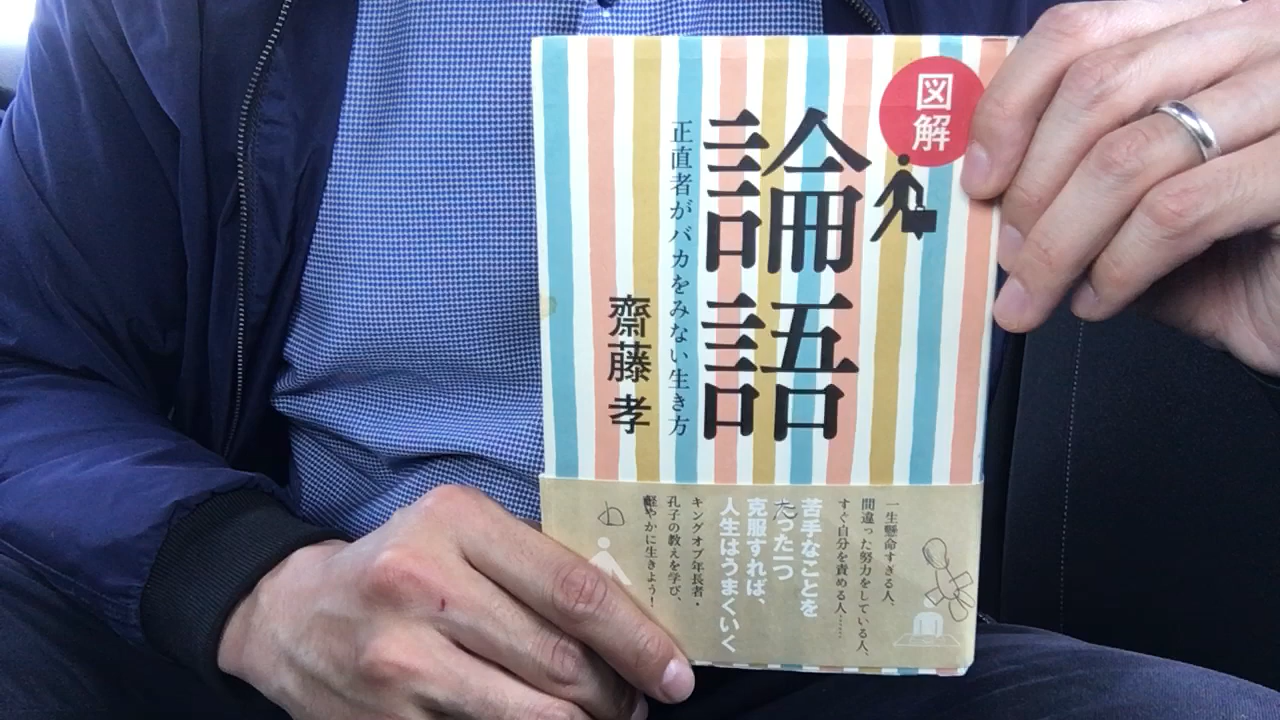 図解
論語
正直者がバカをみない生き方
齋藤 孝
一生懸命すぎる人、
間違った努力をしている人、
すぐ自分を責める人……
苦手なことを
たった一つ
克服すれば、
人生はうまくいく
キングオブ年長者・
孔子の教えを学び、
軽やかに生きよう!